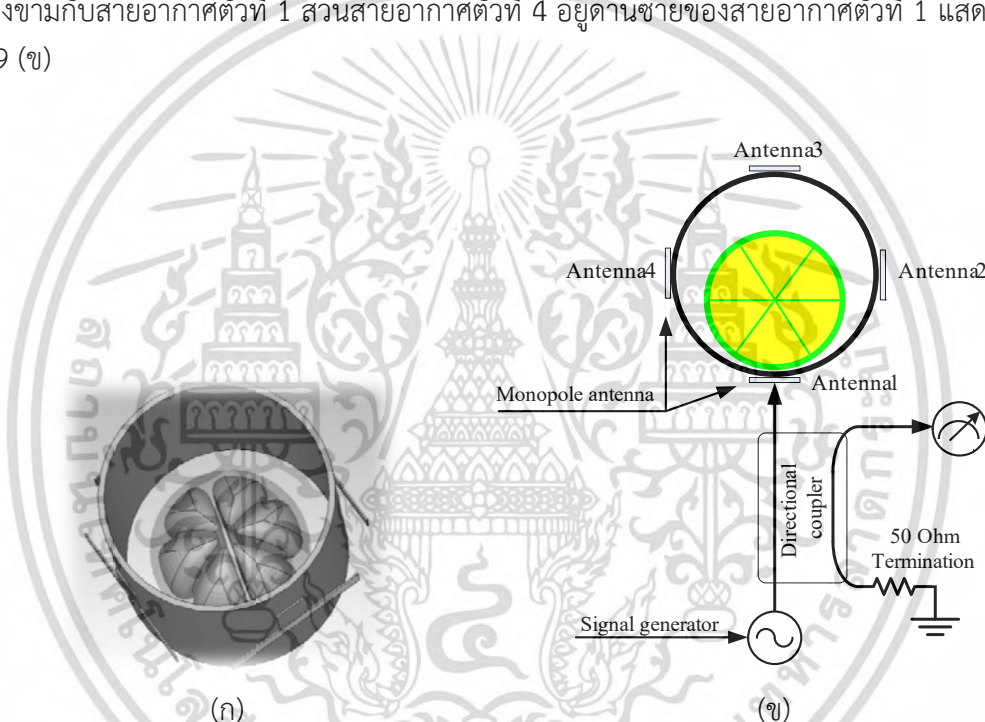 งขามกับสายอากาศตัวที่ 1 สวนสายอากาศตัวที่ 4 อยูดานซายของสายอากาศตัวที่ 1 แสด
9 (ข)
Antenna3
Antenna4
Antenna2
Monopole antenna
Antenna1
Directional
coupler
50 Ohm
Termination
Signal generator
(ก)
(ข)